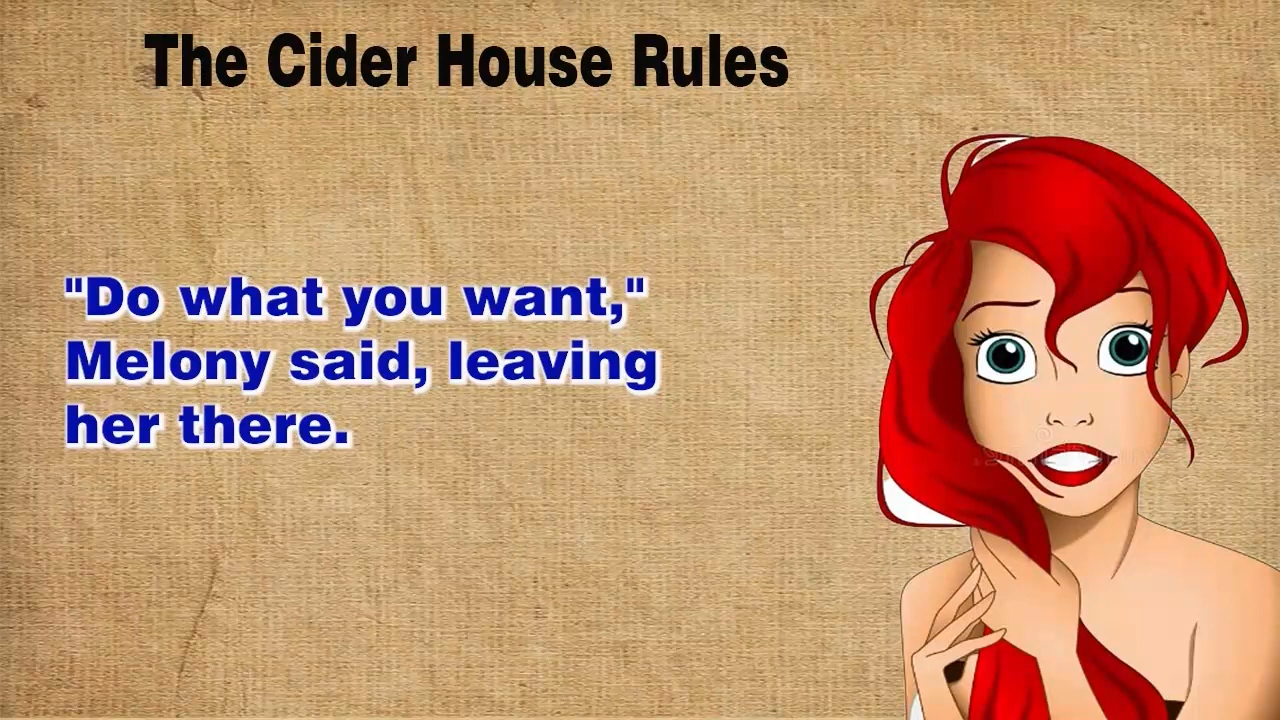 The Cider House Rules
"Do what you want,"
Melony said, leaving
her there.